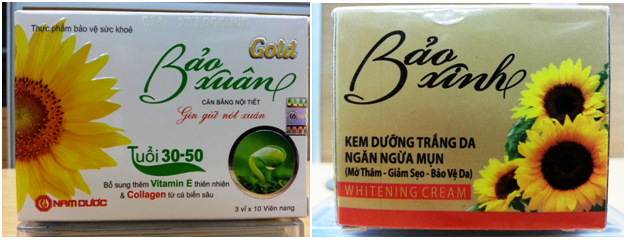 Thực phẩm bảo vệ sức khoẻ
Gold
Bảo
xuân
CÂN BẰNG NỘI TIẾT
Gìn giữ nét xuân
Tuổi 30-50
Bổ sung thêm Vitamin E thiên nhiên
& Collagen từ cá biển sâu
NAM DƯỢC
3 vỉ x 10 Viên nang
Bảo
xinh
KEM DƯỠNG TRẮNG DA
NGĂN NGỪA MỤN
(Mờ Thâm - Giảm Sẹo - Bảo Vệ Da)
WHITENING CREAM